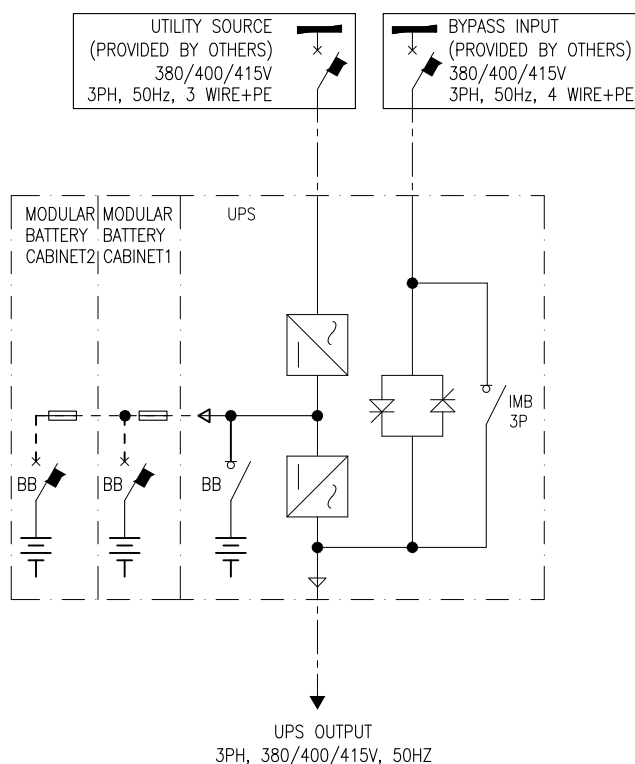 UTILITY SOURCE
(PROVIDED BY OTHERS)
380/400/415V
3PH, 50Hz, 3 WIRE+PE
BYPASS INPUT
(PROVIDED BY OTHERS)
380/400/415V
3PH, 50Hz, 4 WIRE+PE
MODULAR
BATTERY
CABINET2
MODULAR
BATTERY
CABINET1
UPS
IMB
3P
BB
BB
BB
UPS OUTPUT
3PH, 380/400/415V, 50HZ